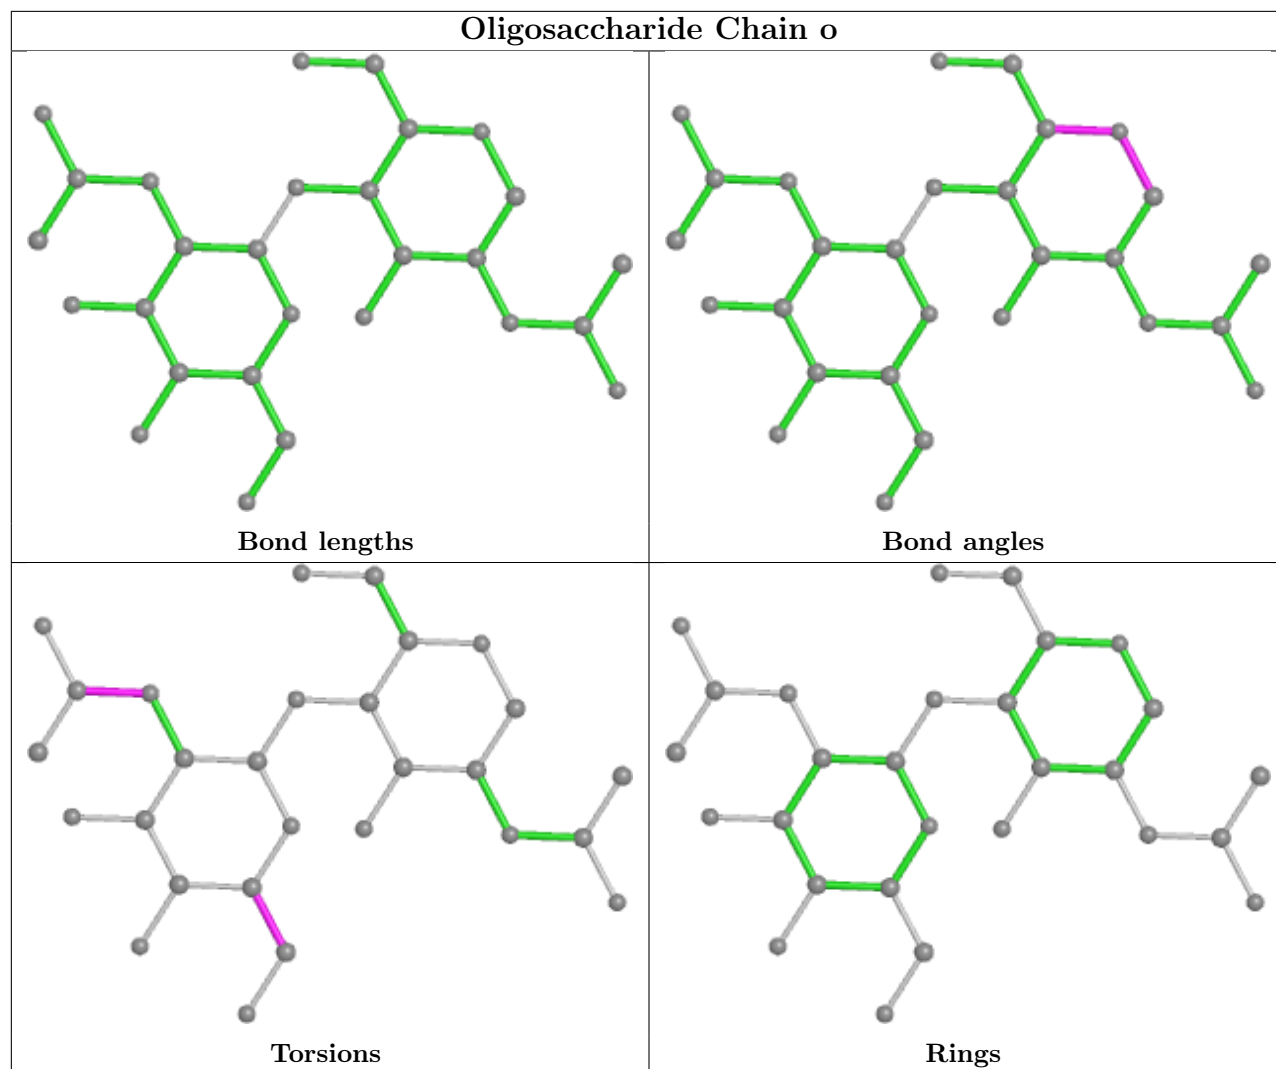 Oligosaccharide Chain o
Bond lengths
Bond angles
Torsions
Rings